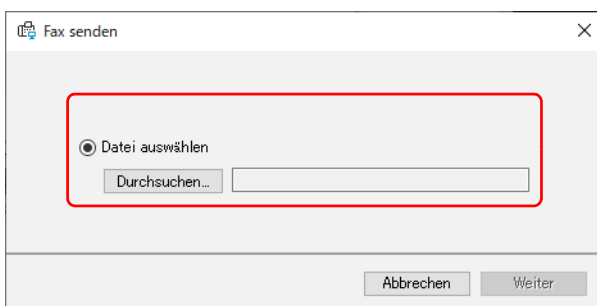 Fax senden
Datei auswählen
Durchsuchen...
Abbrechen Weiter